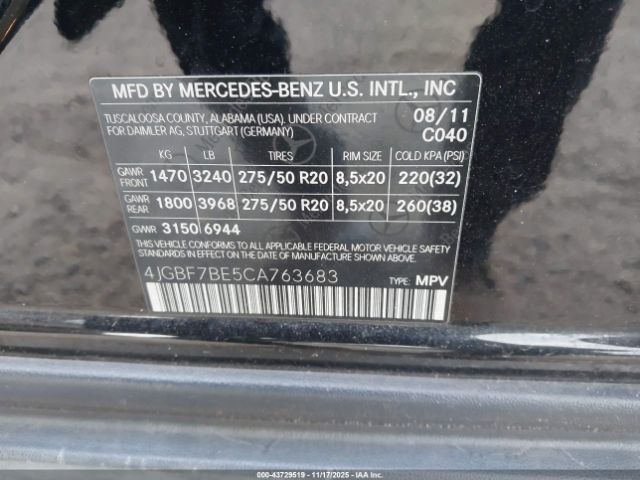 MFD BY MERCEDES-BENZ U.S. INTL., INC
TUSCALOOSA COUNTY, ALABAMA (USA). UNDER CONTRACT 08/11
FOR DAIMLER AG, STUTTGART (GERMANY) C040
KG LB TIRES RIM SIZE COLD KPA (PSI)
GAWR FRONT 1470 3240 275/50 R20 8,5x20 220(32)
GAWR REAR 1800 3968 275/50 R20 8,5x20 260(38)
GVWR 3150 6944
THIS VEHICLE CONFORMS TO ALL APPLICABLE FEDERAL MOTOR VEHICLE SAFETY
STANDARDS IN EFFECT ON THE DATE OF MANUFACTURE SHOWN ABOVE.
4JGBF7BE5CA763683 TYPE: MPV
000-43729519 - 11/17/2025 - IAAI.COM